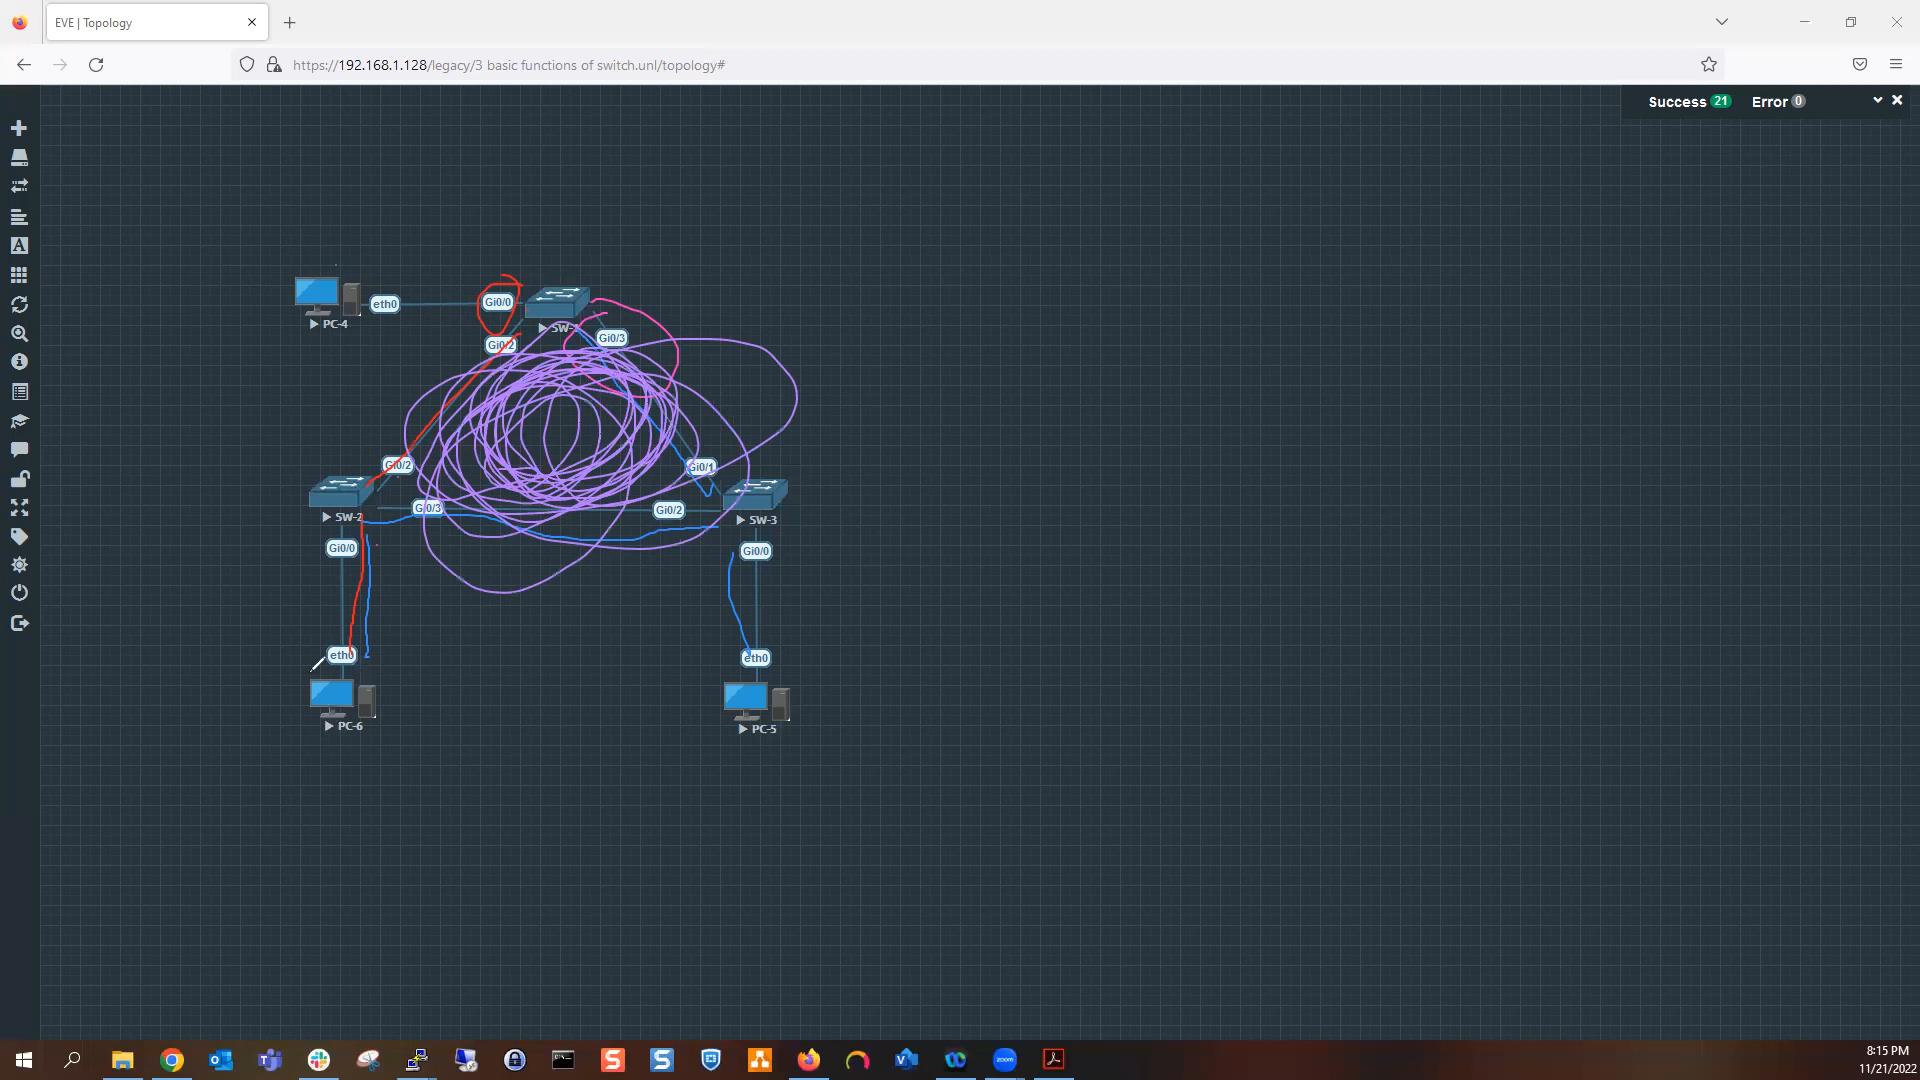 EVE | Topology
https://192.168.1.128/legacy/3 basic functions of switch.unl/topology#
Success 21 Error 0
PC-4
eth0
Gi0/0
SW-
Gi0/2
Gi0/3
Gi0/2
Gi0/1
SW-2
Gi0/3
Gi0/2
SW-3
Gi0/0
Gi0/0
eth0
eth0
PC-6
PC-5
zoom
8:15 PM
11/21/2022